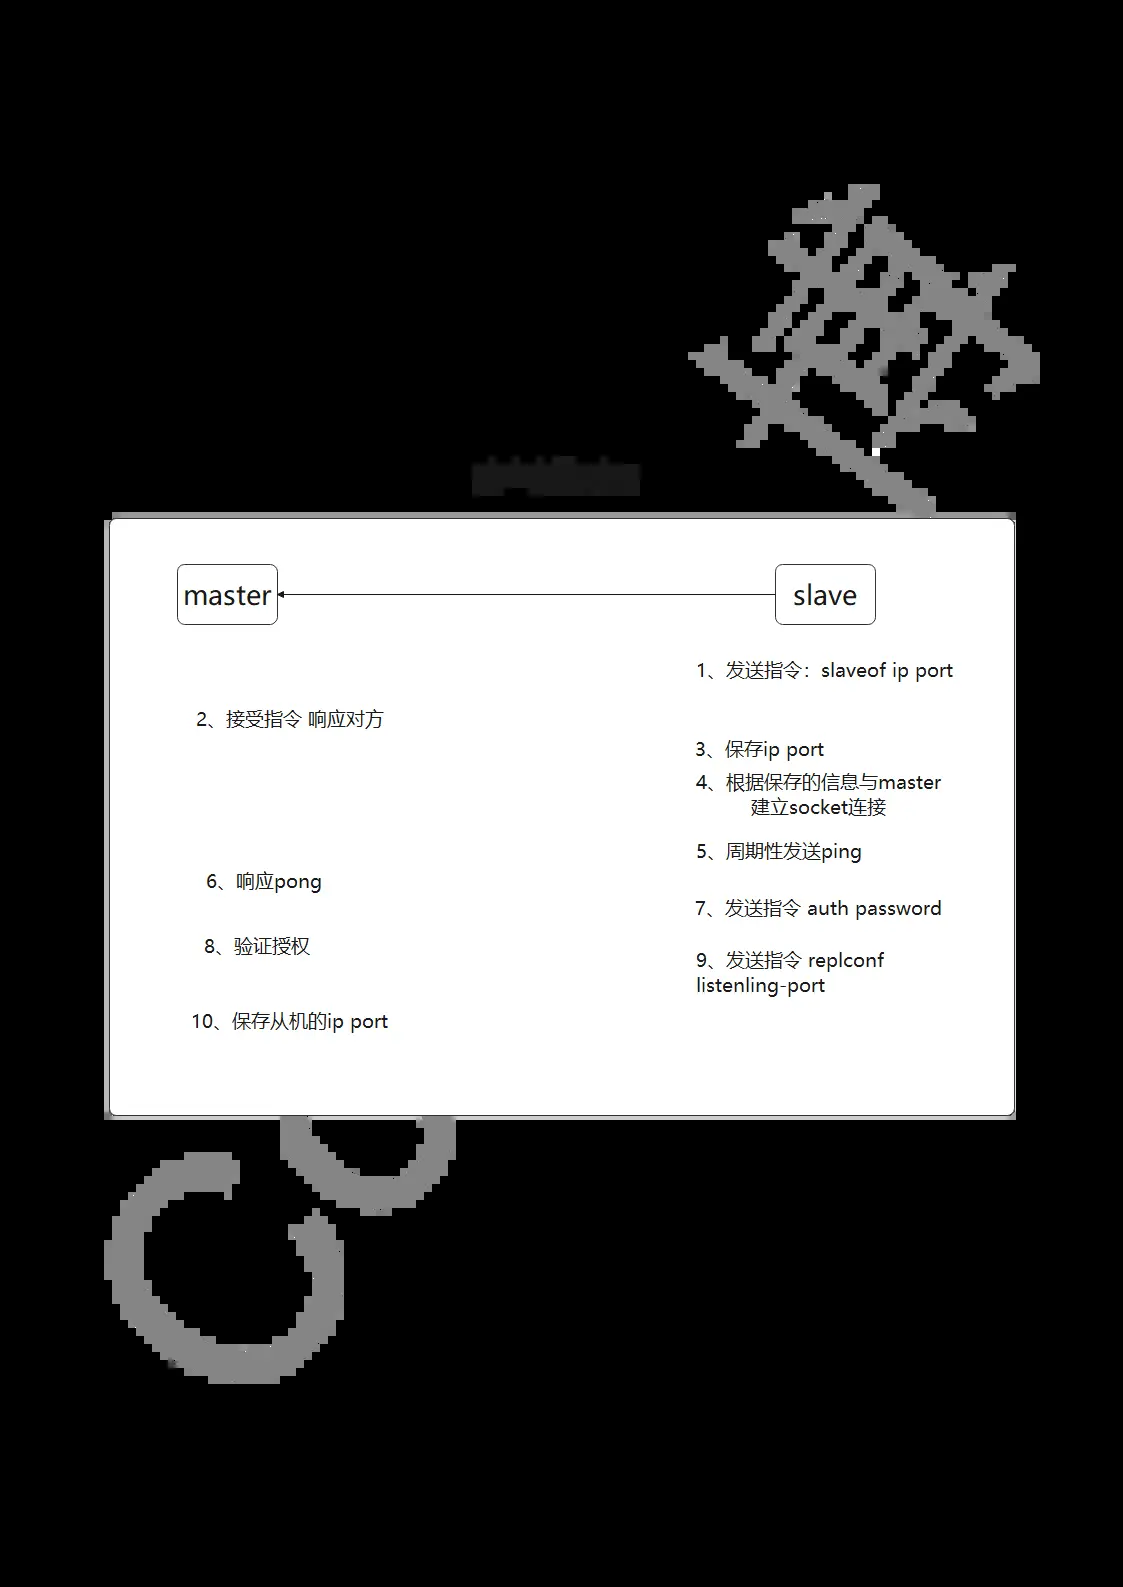 master
slave
1、发送指令：slaveof ip port
2、接受指令 响应对方
3、保存ip port
4、根据保存的信息与master
建立socket连接
5、周期性发送ping
6、响应pong
7、发送指令 auth password
8、验证授权
9、发送指令 replconf
listenling-port
10、保存从机的ip port